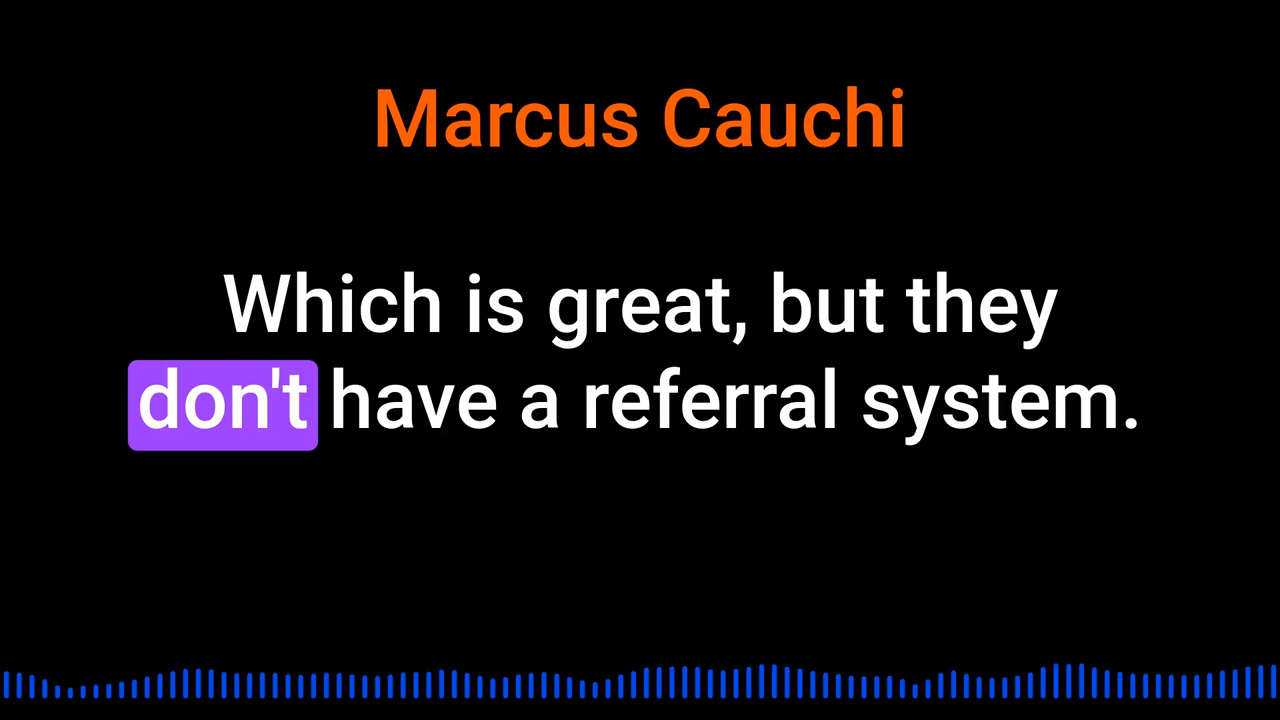 Marcus Cauchi
Which is great, but they
don't have a referral system.